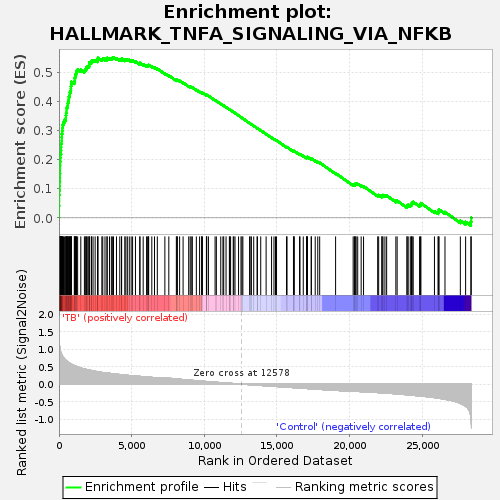 Enrichment plot:
HALLMARK_TNFA_SIGNALING_VIA_NFKB
Enrichment score (ES)
0.5
0.4
0.3
0.2
0.1
0.0
'TB' (positively correlated)
Ranked list metric (Signal2Noise)
2.0
1.5
1.0
0.5
0.0
-0.5
-1.0
Zero cross at 12578
'Control' (negatively correlated)
0
5,000
10,000
15,000
20,000
25,000
Rank in Ordered Dataset
Enrichment profile
Hits
Ranking metric scores